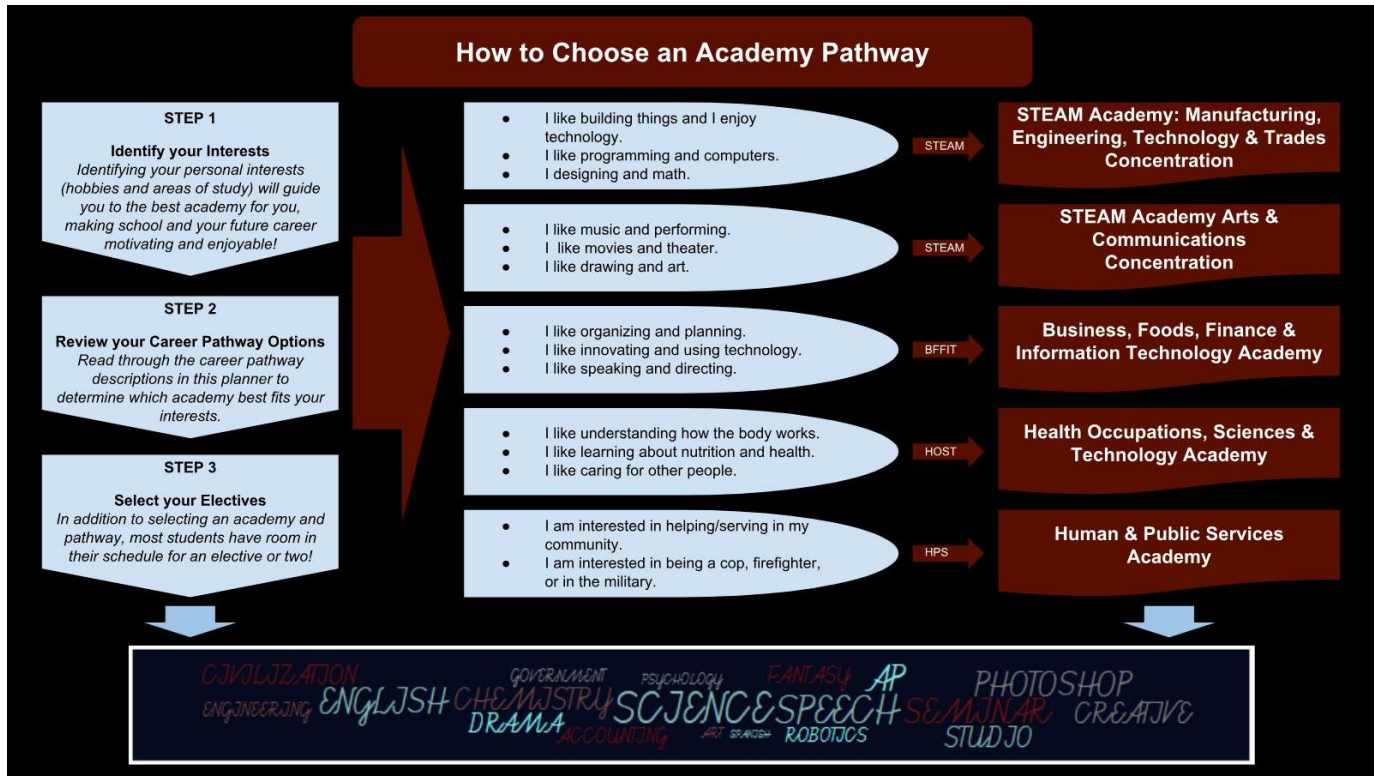 How to Choose an Academy Pathway
STEP 1
Identify your Interests
Identifying your personal interests
(hobbies and areas of study) will guide
you to the best academy for you,
making school and your future career
motivating and enjoyable!
STEP 2
Review your Career Pathway Options
Read through the career pathway
descriptions in this planner to
determine which academy best fits your
interests.
STEP 3
Select your Electives
In addition to selecting an academy and
pathway, most students have room in
their schedule for an elective or two!
● I like building things and I enjoy
technology.
● I like programming and computers.
● I designing and math.
STEAM
STEAM Academy: Manufacturing,
Engineering, Technology & Trades
Concentration
● I like music and performing.
● I  like movies and theater.
● I like drawing and art.
STEAM
STEAM Academy Arts &
Communications
Concentration
● I like organizing and planning.
● I like innovating and using technology.
● I like speaking and directing.
BFFIT
Business, Foods, Finance &
Information Technology Academy
● I like understanding how the body works.
● I like learning about nutrition and health.
● I like caring for other people.
HOST
Health Occupations, Sciences &
Technology Academy
● I am interested in helping/serving in my
community.
● I am interested in being a cop, firefighter,
or in the military.
HPS
Human & Public Services
Academy
CIVILIZATION
GOVERNMENT
PSYCHOLOGY
FANTASY
AP
PHOTOSHOP
ENGINEERING
ENGLISH
CHEMISTRY
SCIENCE
SPEECH
SEMINAR
CREATIVE
DRAMA
ACCOUNTING
ART
SPANISH
ROBOTICS
STUDIO